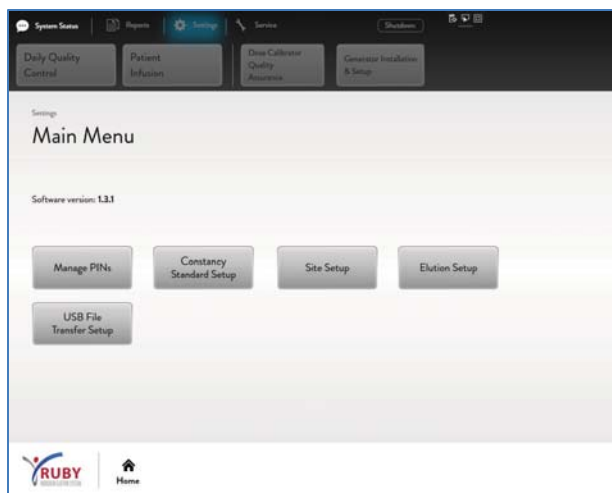 System Status
Reports
Settings
Service
Shutdown
Daily Quality
Control
Patient
Infusion
Dose Calibrator
Quality
Assurance
Generator Installation
& Setup
Settings
Main Menu
Software version: 1.3.1
Manage PINs
Constancy
Standard Setup
Site Setup
Elution Setup
USB File
Transfer Setup
RUBY
Home